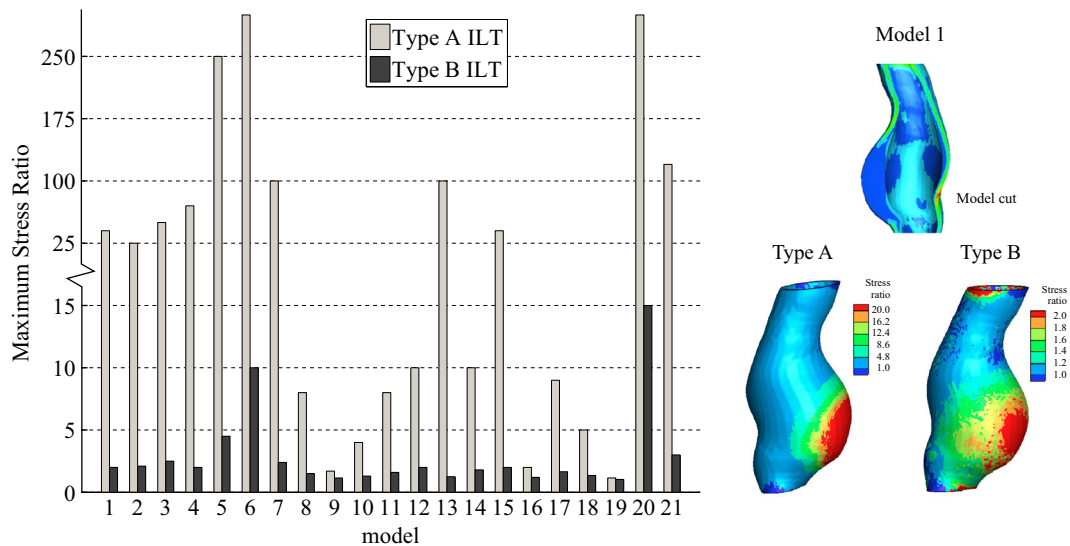 Type A ILT
Type B ILT
Maximum Stress Ratio
250
175
100
25
15
10
5
0
1 2 3 4 5 6 7 8 9 10 11 12 13 14 15 16 17 18 19 20 21
model
Model 1
Model cut
Type A
Stress
ratio
20.0
16.2
12.4
8.6
4.8
1.0
Type B
Stress
ratio
2.0
1.8
1.6
1.4
1.2
1.0